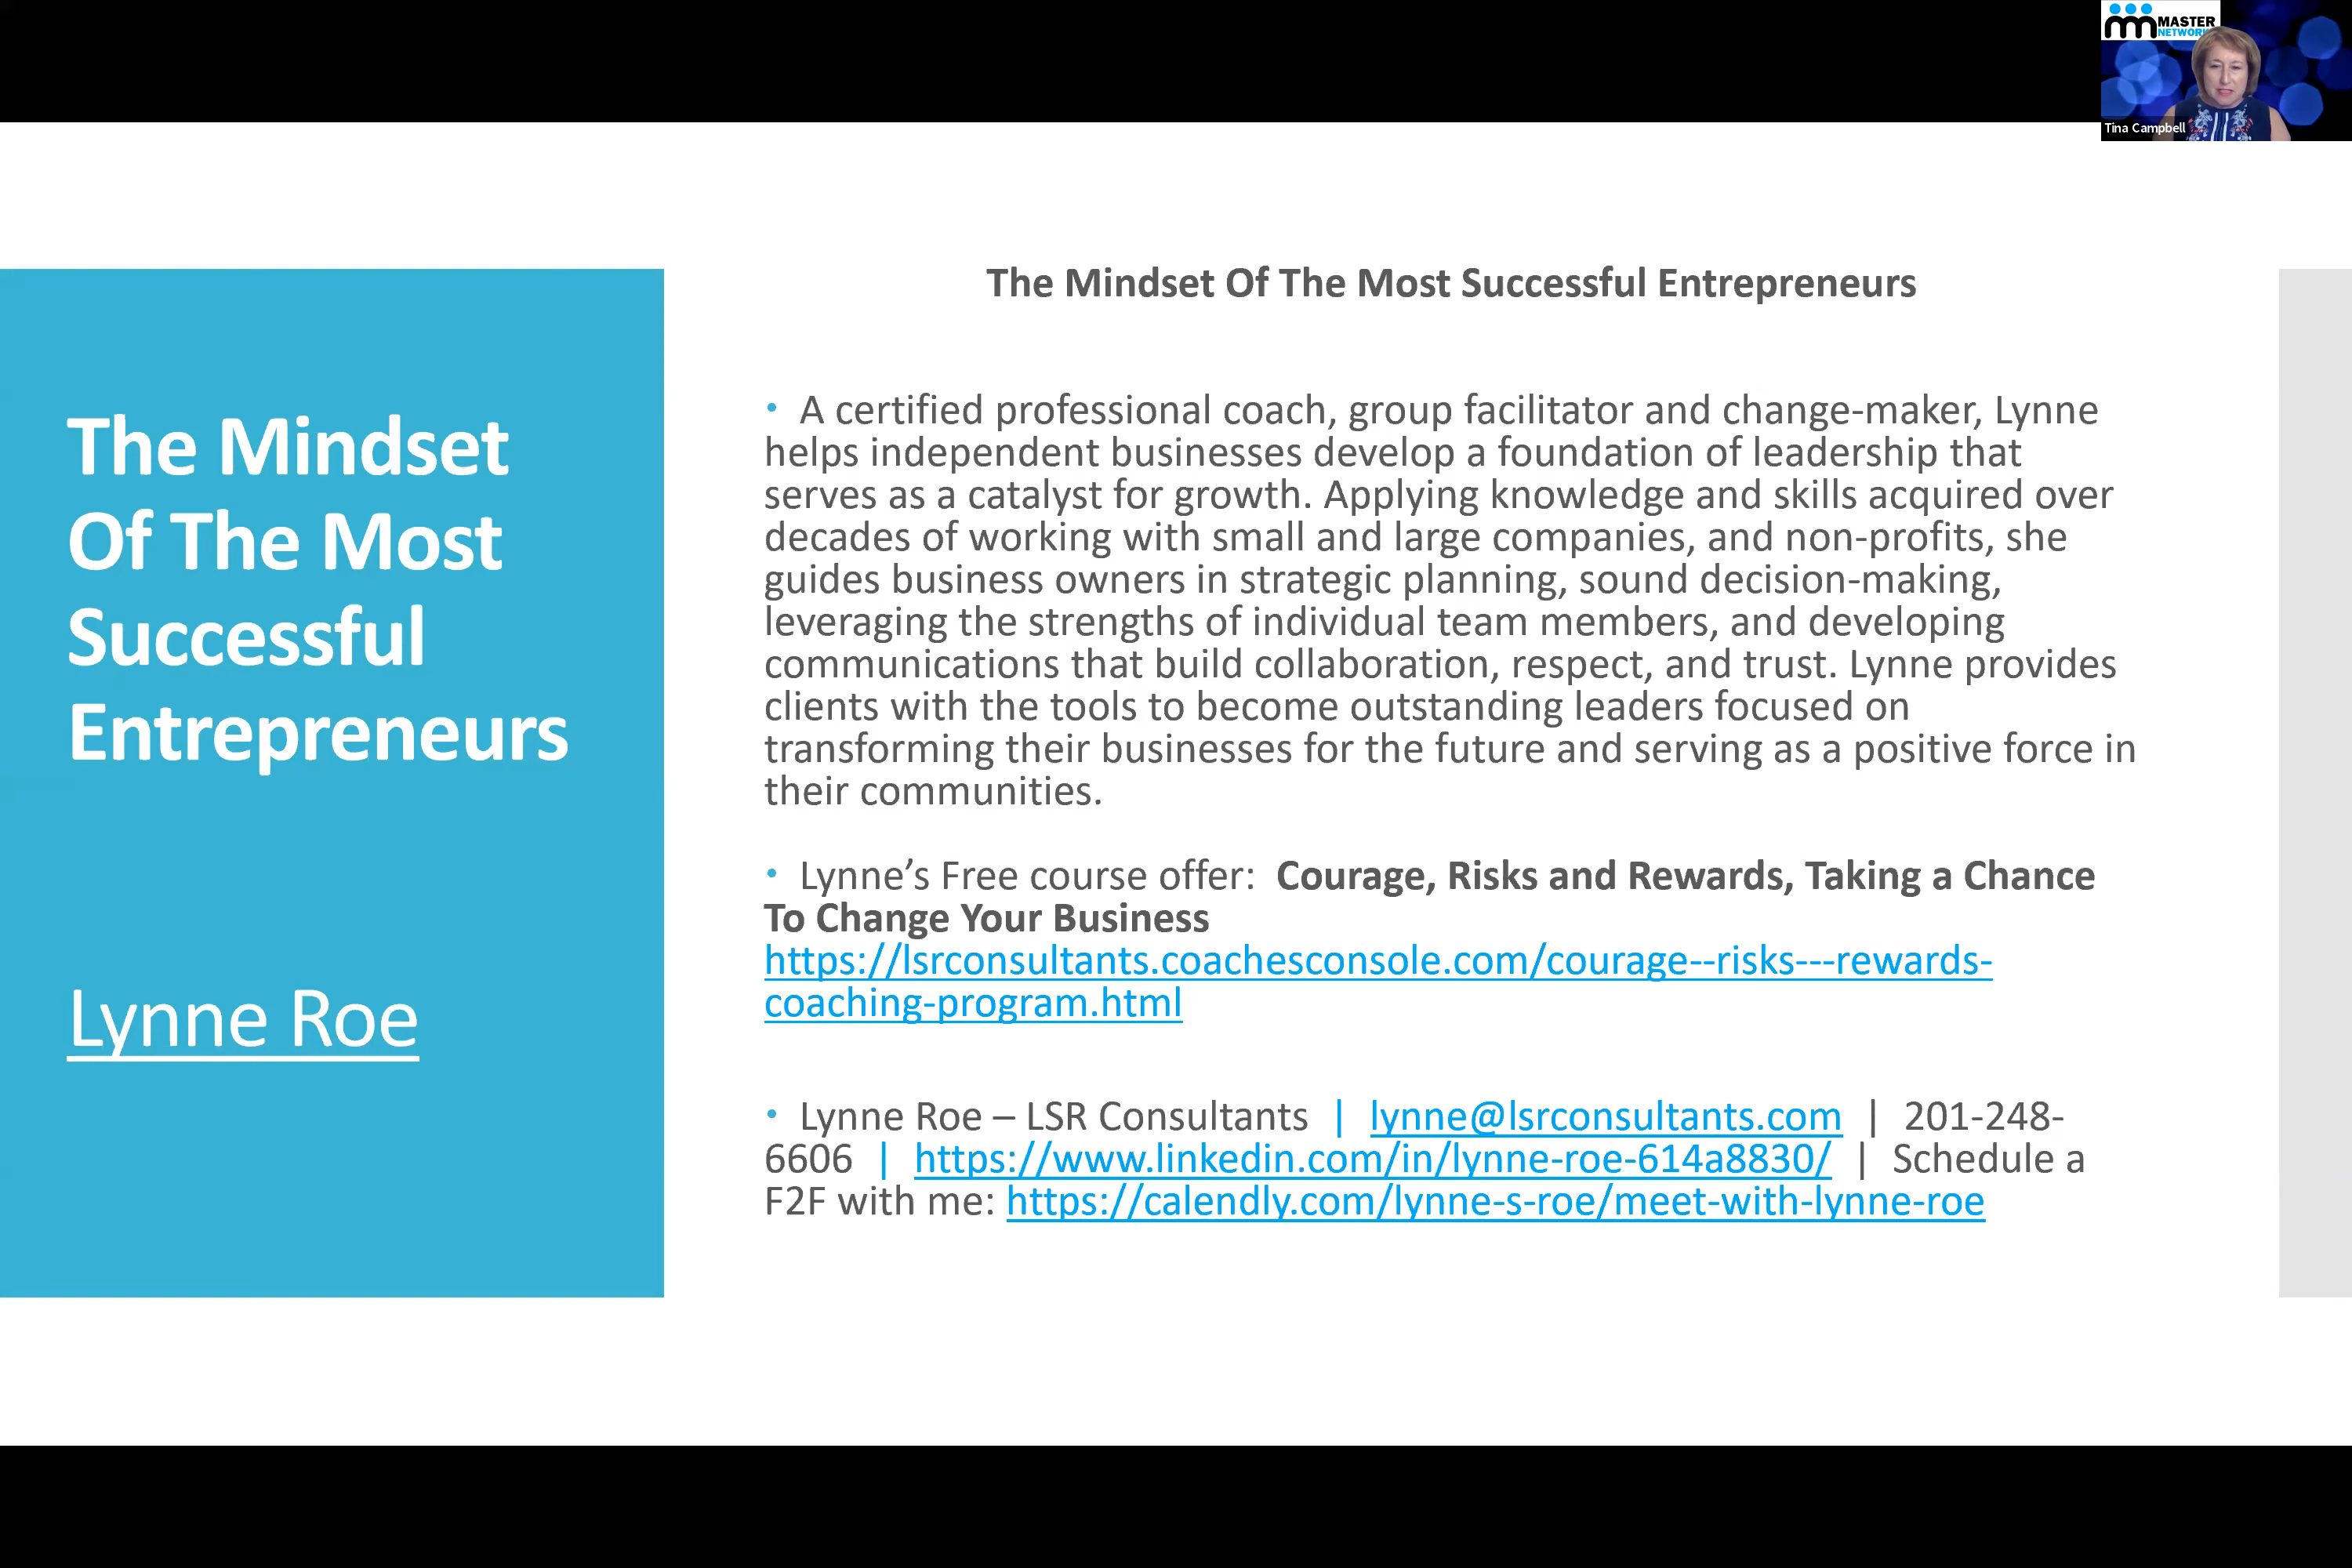 MASTER
NETWORK
Tina Campbell
The Mindset
Of The Most
Successful
Entrepreneurs
Lynne Roe
The Mindset Of The Most Successful Entrepreneurs
• A certified professional coach, group facilitator and change-maker, Lynne
helps independent businesses develop a foundation of leadership that
serves as a catalyst for growth. Applying knowledge and skills acquired over
decades of working with small and large companies, and non-profits, she
guides business owners in strategic planning, sound decision-making,
leveraging the strengths of individual team members, and developing
communications that build collaboration, respect, and trust. Lynne provides
clients with the tools to become outstanding leaders focused on
transforming their businesses for the future and serving as a positive force in
their communities.
• Lynne’s Free course offer: Courage, Risks and Rewards, Taking a Chance
To Change Your Business
https://lsrconsultants.coachesconsole.com/courage--risks---rewards-
coaching-program.html
• Lynne Roe – LSR Consultants | lynne@lsrconsultants.com | 201-248-
6606 | https://www.linkedin.com/in/lynne-roe-614a8830/ | Schedule a
F2F with me: https://calendly.com/lynne-s-roe/meet-with-lynne-roe